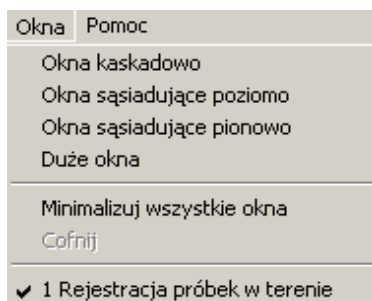 Okna Pomoc
Okna kaskadowo
Okna sąsiadujące poziomo
Okna sąsiadujące pionowo
Duże okna
Minimalizuj wszystkie okna
Cofnij
1 Rejestracja próbek w terenie